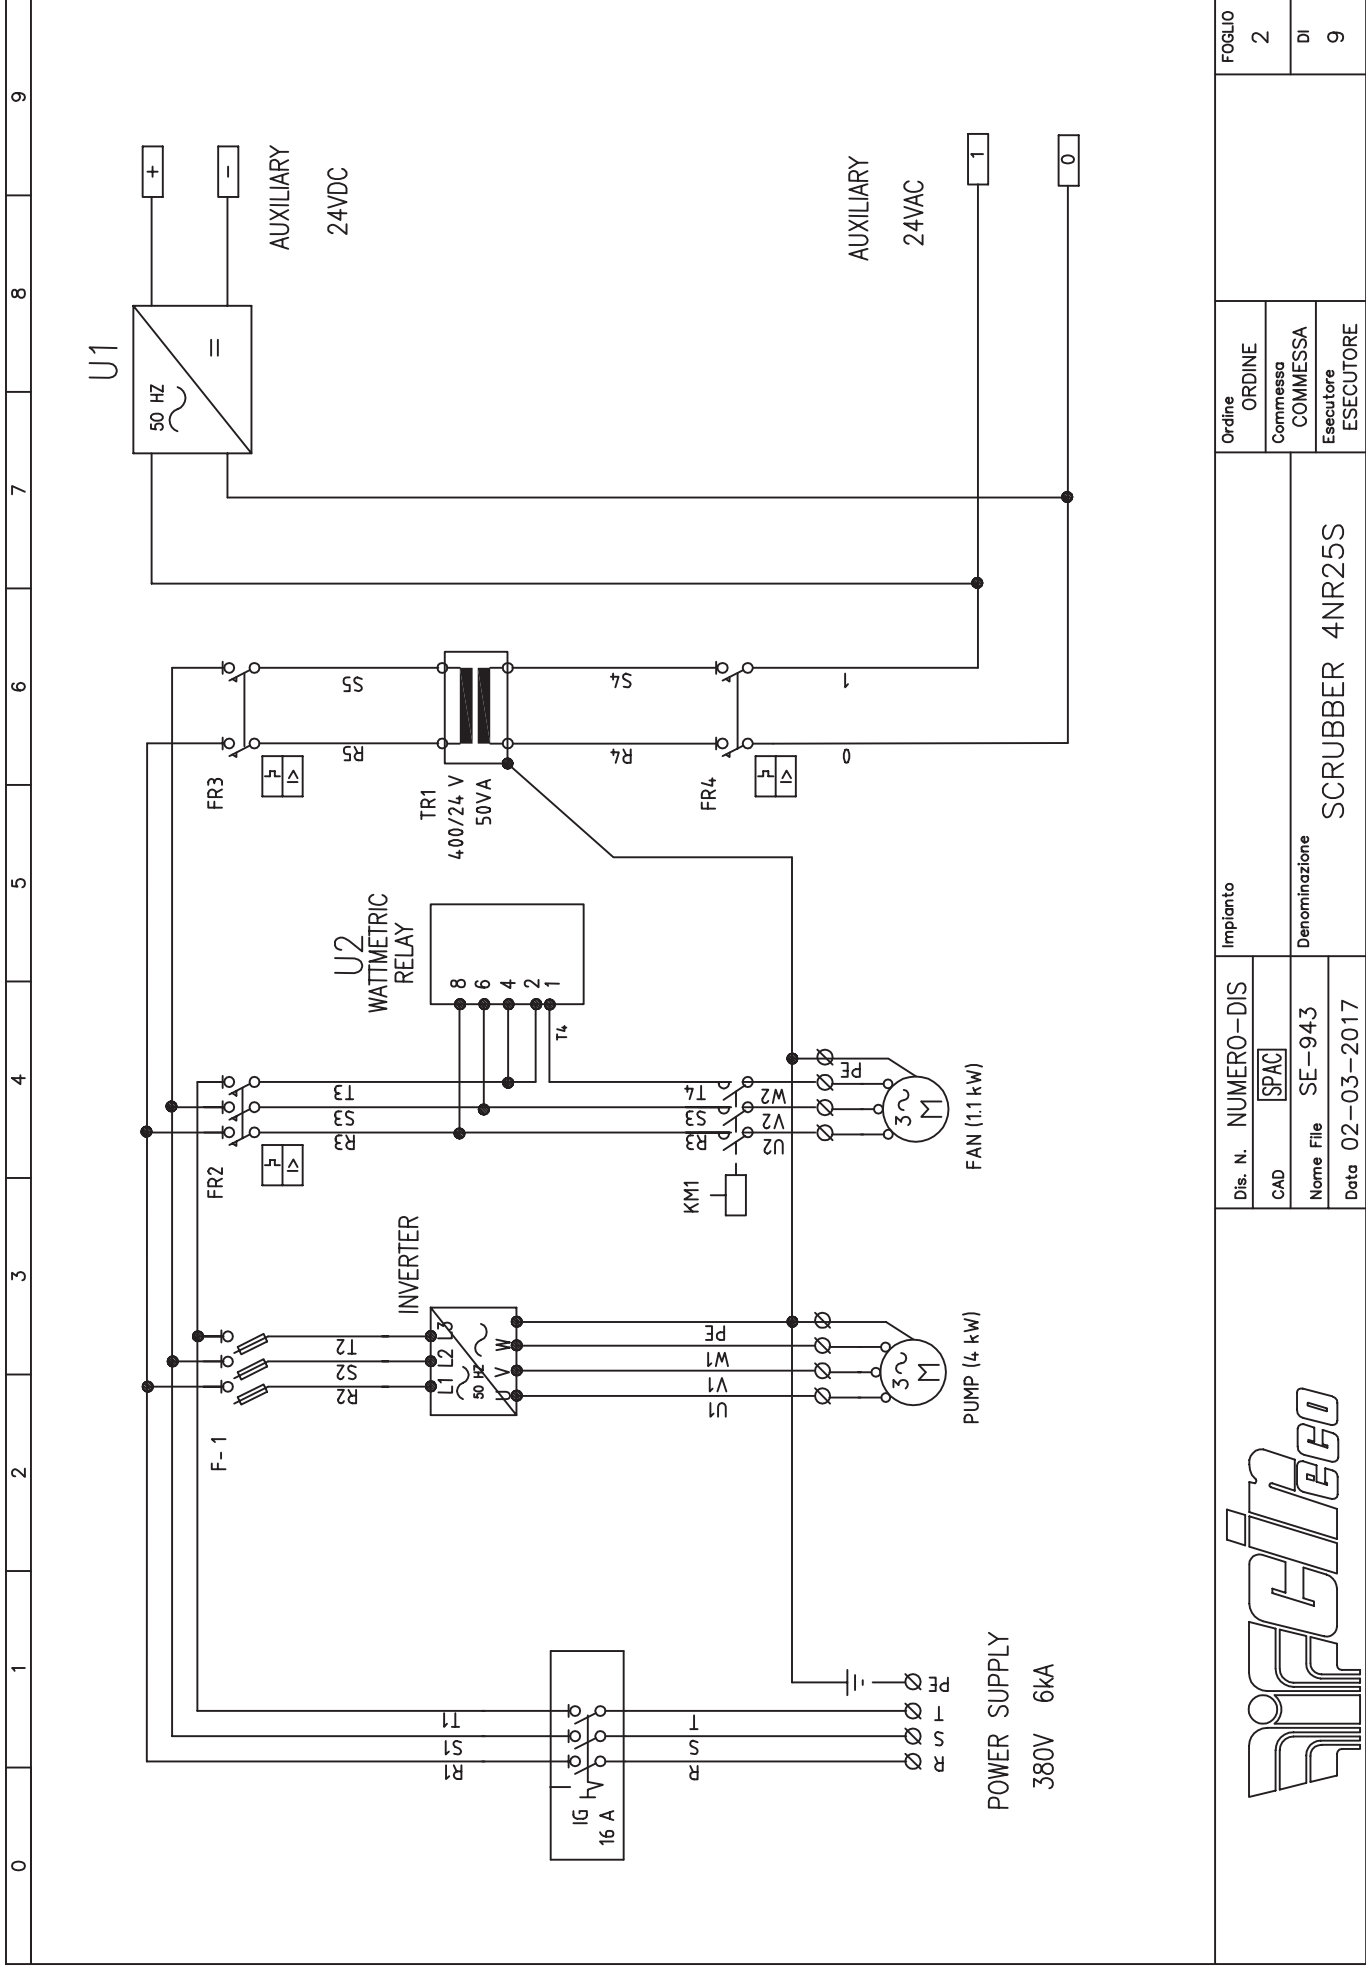 0 1 2 3 4 5 6 7 8 9
U1
50 HZ
=
+
-
AUXILIARY
24VDC
F-1
R2 S2 T2
INVERTER
L1 L2 L3
50 HZ
U V W
U1 V1 W1 PE
3~
M
PUMP (4 kW)
FR2
I>
R3 S3 T3
U2
WATTMETRIC
RELAY
8
6
4
2
1
T4
KM1
R3 S3 T4
U2 V2 W2 PE
3~
M
FAN (1.1 kW)
FR3
I>
R5 S5
TR1
400/24 V
50VA
R4 S4
FR4
I>
0 1
AUXILIARY
24VAC
1
0
R1 S1 T1
IG
16 A
R S T
R S T PE
POWER SUPPLY
380V 6kA
SIFCIReco
Dis. N. NUMERO-DIS
CAD SPAC
Nome File SE-943
Data 02-03-2017
Impianto
Denominazione
SCRUBBER 4NR25S
Ordine
ORDINE
Commessa
COMMESSA
Esecutore
ESECUTORE
FOGLIO
2
DI
9